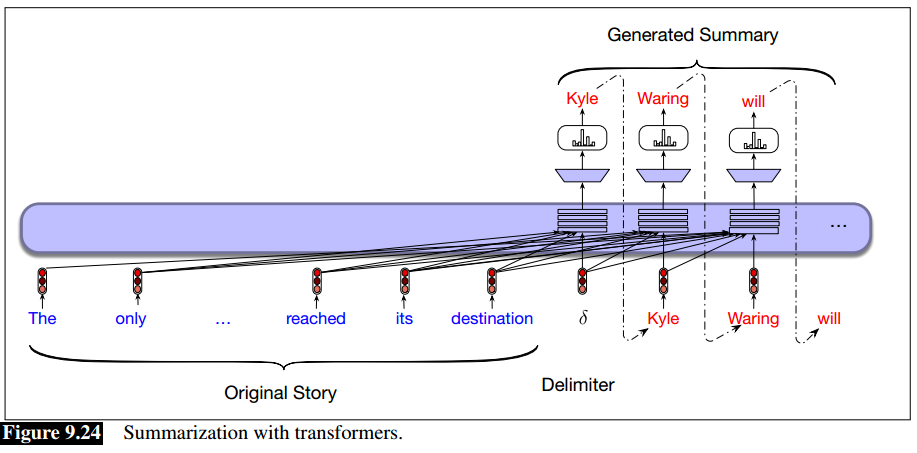 Generated Summary
Kyle Waring will
...
The only ... reached its destination δ Kyle Waring will
Original Story
Delimiter
Figure 9.24 Summarization with transformers.